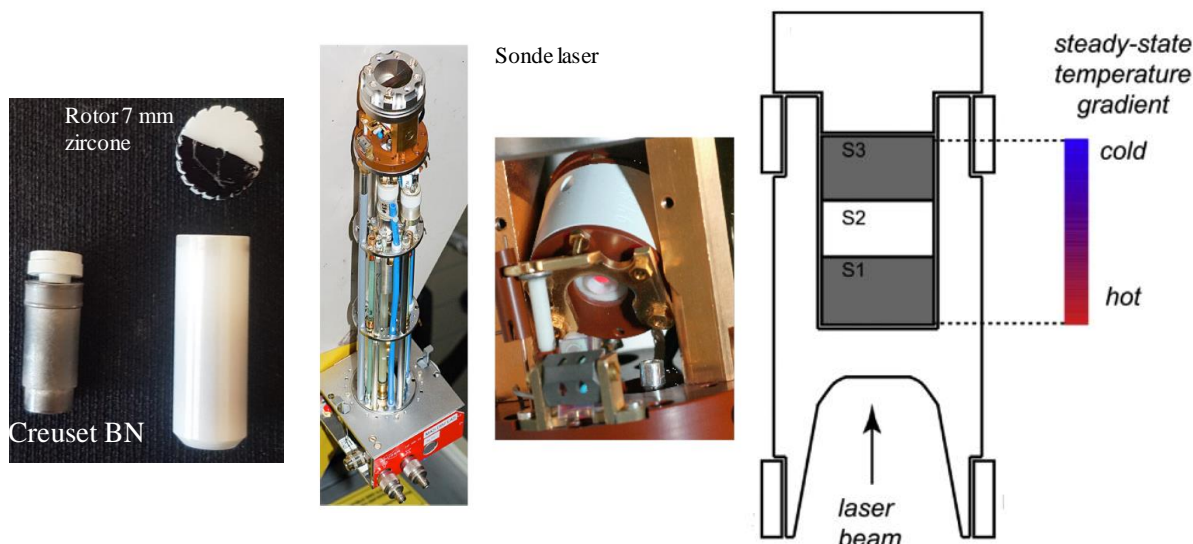 Rotor 7 mm
zircone
Creuset BN
Sonde laser
steady-state
temperature
gradient
cold
hot
S3
S2
S1
laser
beam